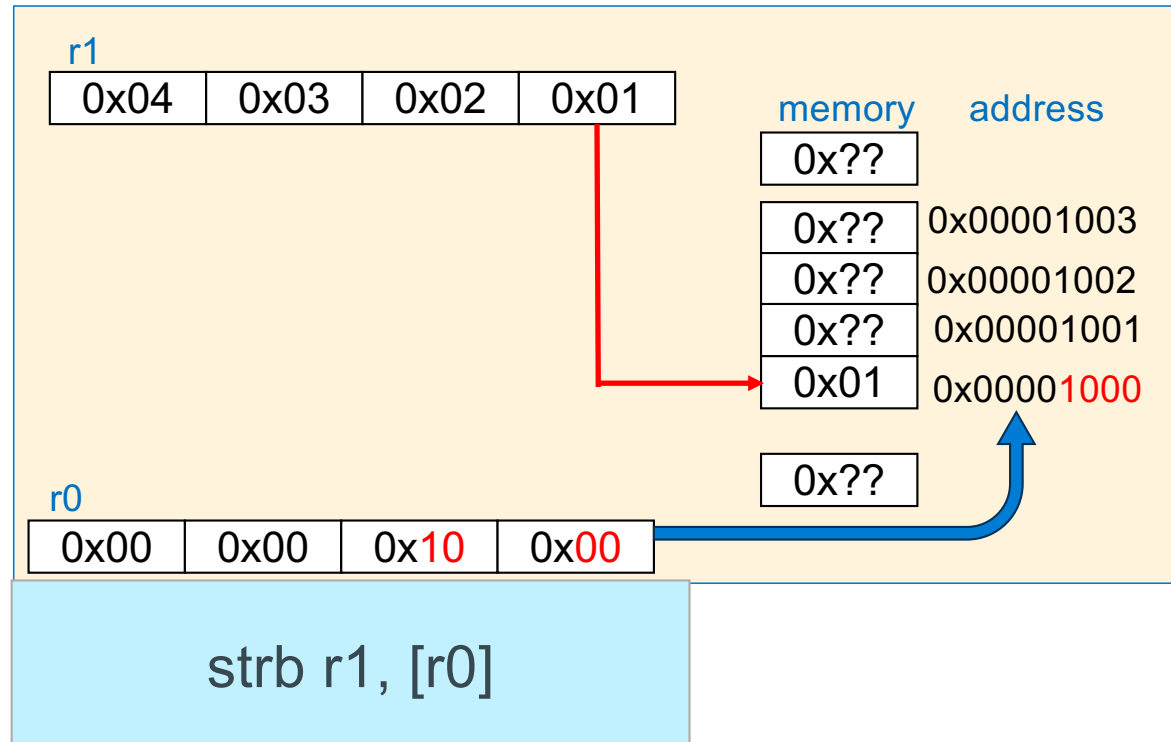 r1
0x04 0x03 0x02 0x01
memory address
0x??
0x?? 0x00001003
0x?? 0x00001002
0x?? 0x00001001
0x01 0x00001000
0x??
r0
0x00 0x00 0x10 0x00
strb r1, [r0]